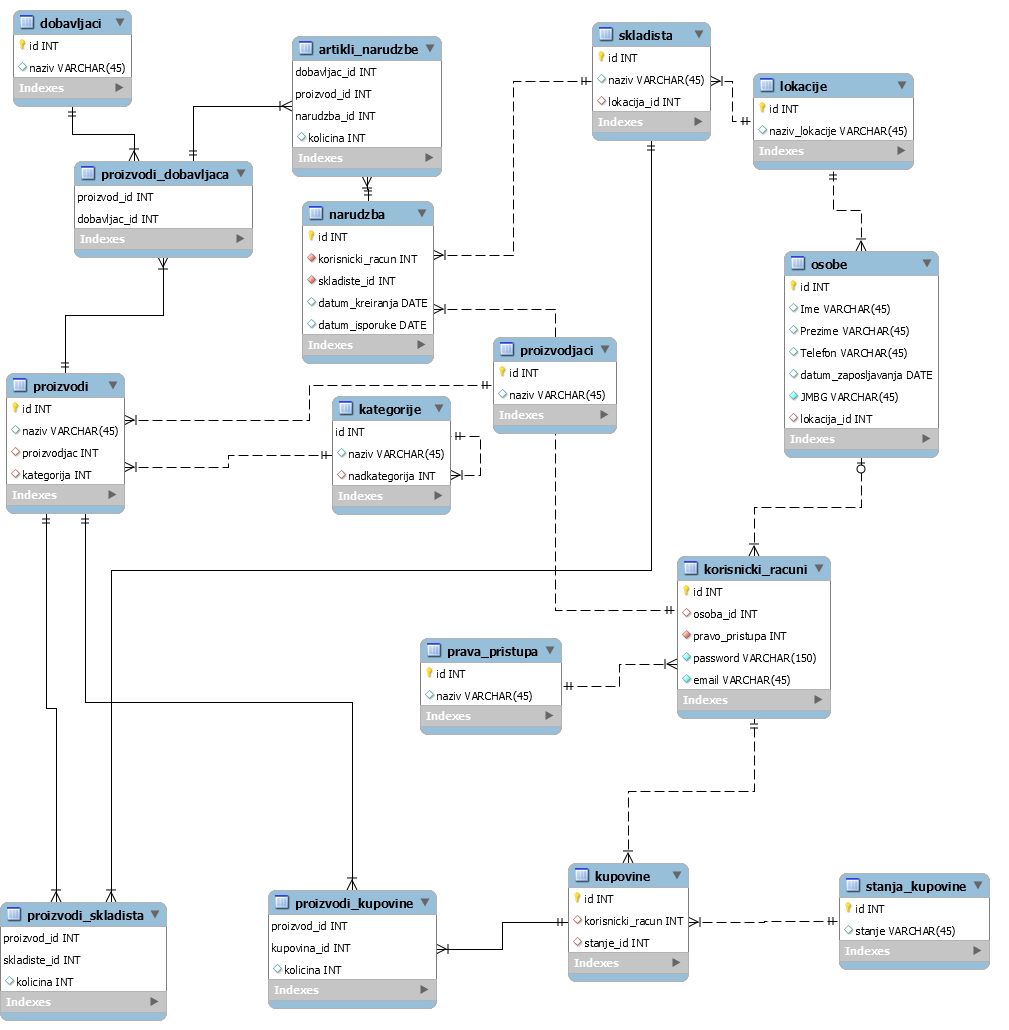 dobavljaci
id INT
naziv VARCHAR(45)
Indexes
artikli_narudzbe
dobavljac_id INT
proizvod_id INT
narudzba_id INT
kolicina INT
Indexes
skladista
id INT
naziv VARCHAR(45)
lokacija_id INT
Indexes
lokacije
id INT
naziv_lokacije VARCHAR(45)
Indexes
proizvodi_dobavljaca
proizvod_id INT
dobavljac_id INT
Indexes
narudzba
id INT
korisnicki_racun INT
skladiste_id INT
datum_kreiranja DATE
datum_isporuke DATE
Indexes
osobe
id INT
Ime VARCHAR(45)
Prezime VARCHAR(45)
Telefon VARCHAR(45)
datum_zaposljavanja DATE
JMBG VARCHAR(45)
lokacija_id INT
Indexes
proizvodjaci
id INT
naziv VARCHAR(45)
Indexes
proizvodi
id INT
naziv VARCHAR(45)
proizvodjac INT
kategorija INT
Indexes
kategorije
id INT
naziv VARCHAR(45)
nadkategorija INT
Indexes
korisnicki_racuni
id INT
osoba_id INT
pravo_pristupa INT
password VARCHAR(150)
email VARCHAR(45)
Indexes
prava_pristupa
id INT
naziv VARCHAR(45)
Indexes
proizvodi_skladista
proizvod_id INT
skladiste_id INT
kolicina INT
Indexes
proizvodi_kupovine
proizvod_id INT
kupovina_id INT
kolicina INT
Indexes
kupovine
id INT
korisnicki_racun INT
stanje_id INT
Indexes
stanja_kupovine
id INT
stanje VARCHAR(45)
Indexes